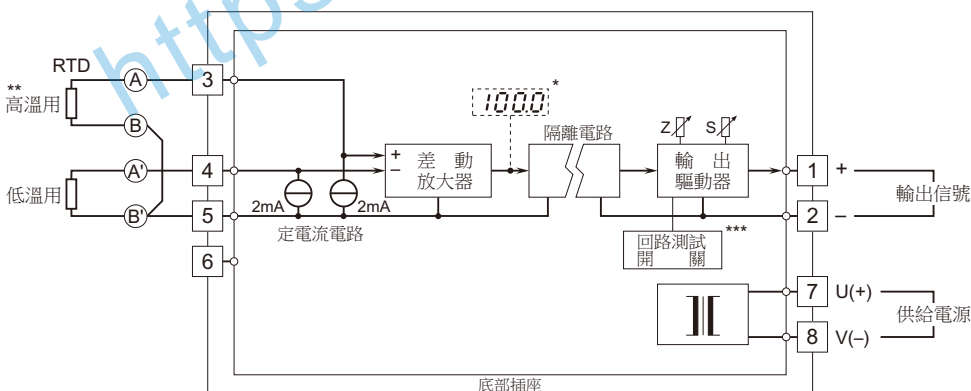 https
RTD
**
高溫用
A
B
低溫用
A'
B'
3
4
5
6
2mA
2mA
定電流電路
+
−
差 動
放大器
100.0
*
隔離電路
Z
S
輸 出
驅動器
回路測試
開 關
***
1
+
2
–
輸出信號
7
U(+)
8
V(–)
供給電源
底部插座